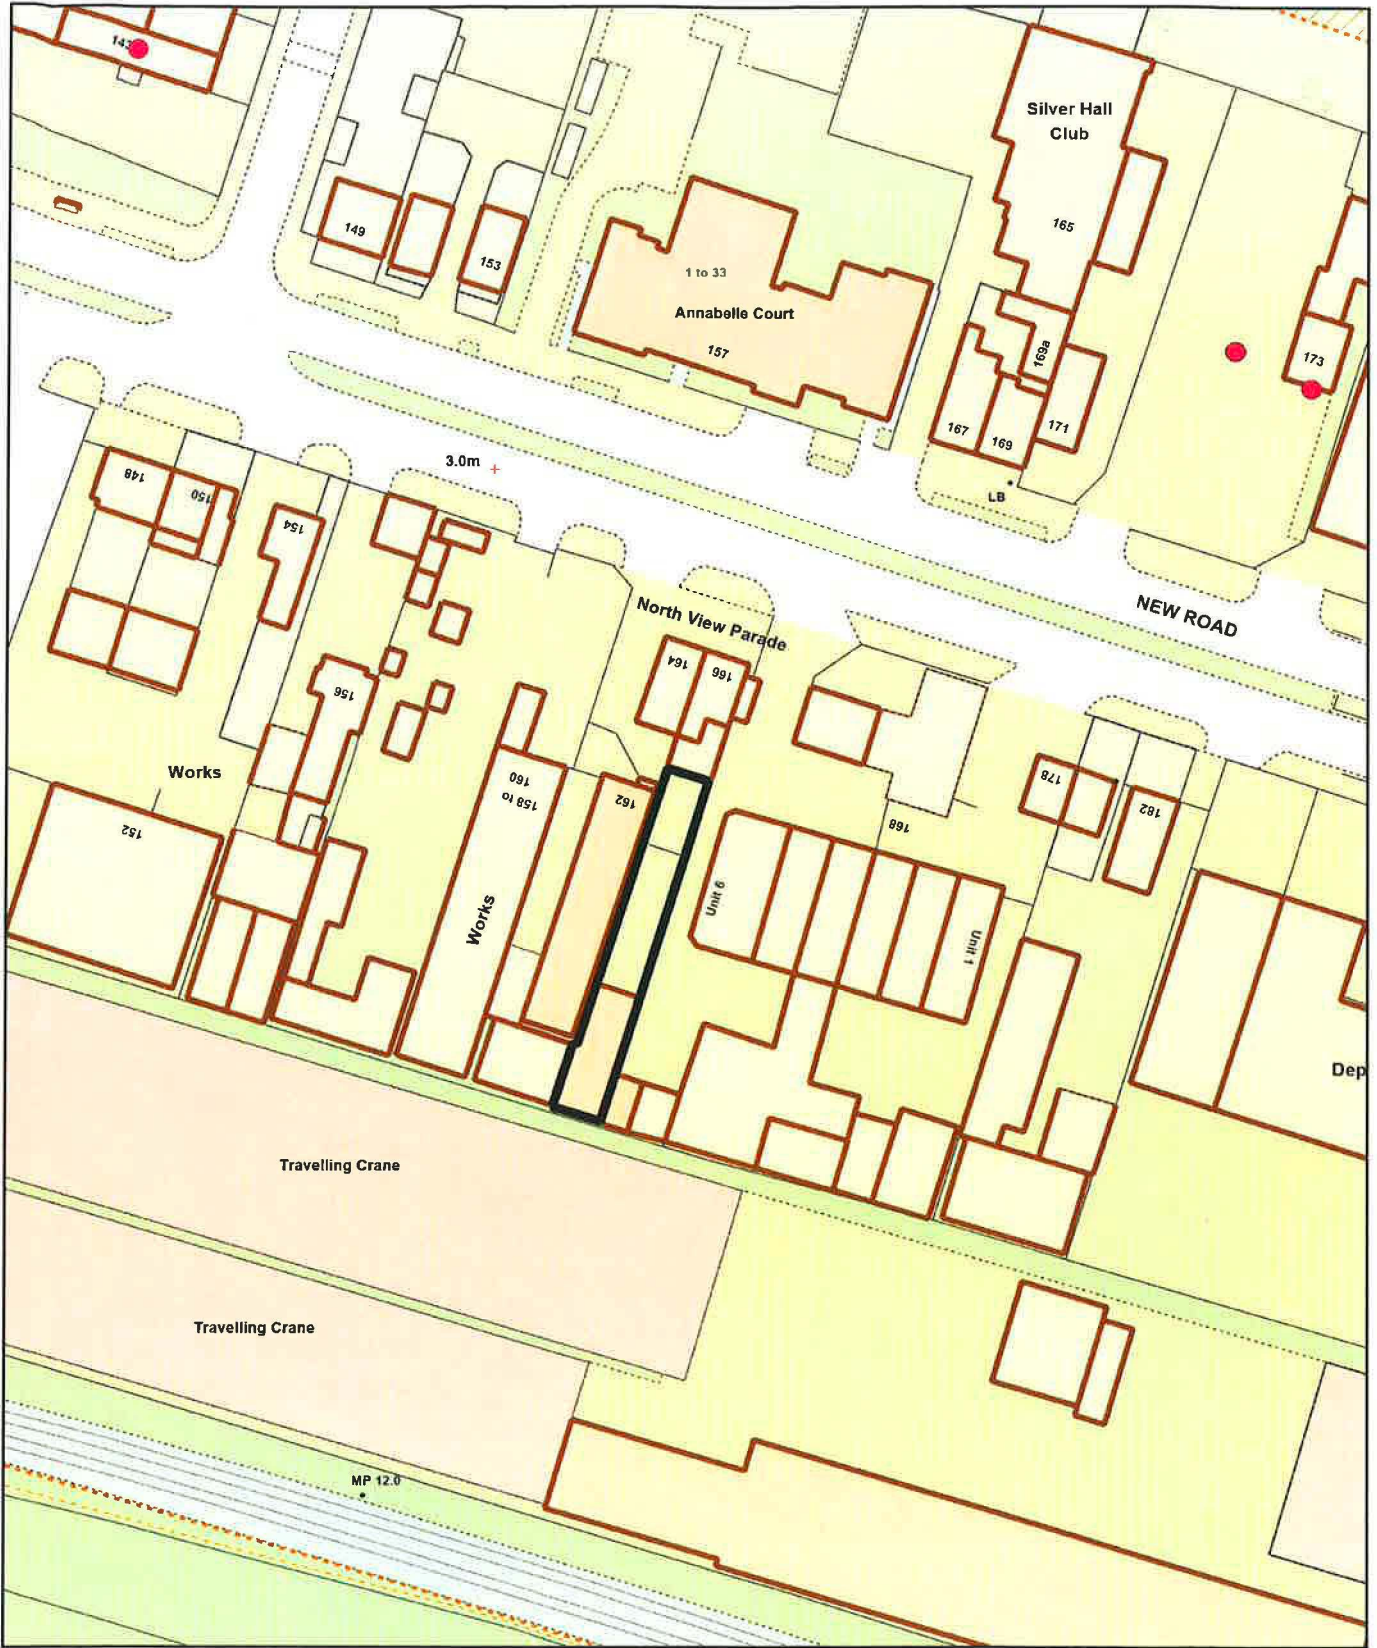 143
Silver Hall
Club
165
149
153
1 to 33
Annabelle Court
157
169a
173
167
169
171
3.0m
LB
148
150
154
NEW ROAD
North View Parade
164
166
156
Works
152
158 to
160
162
178
182
168
Unit 6
Works
Unit 1
Dep
Travelling Crane
Travelling Crane
MP 12.0